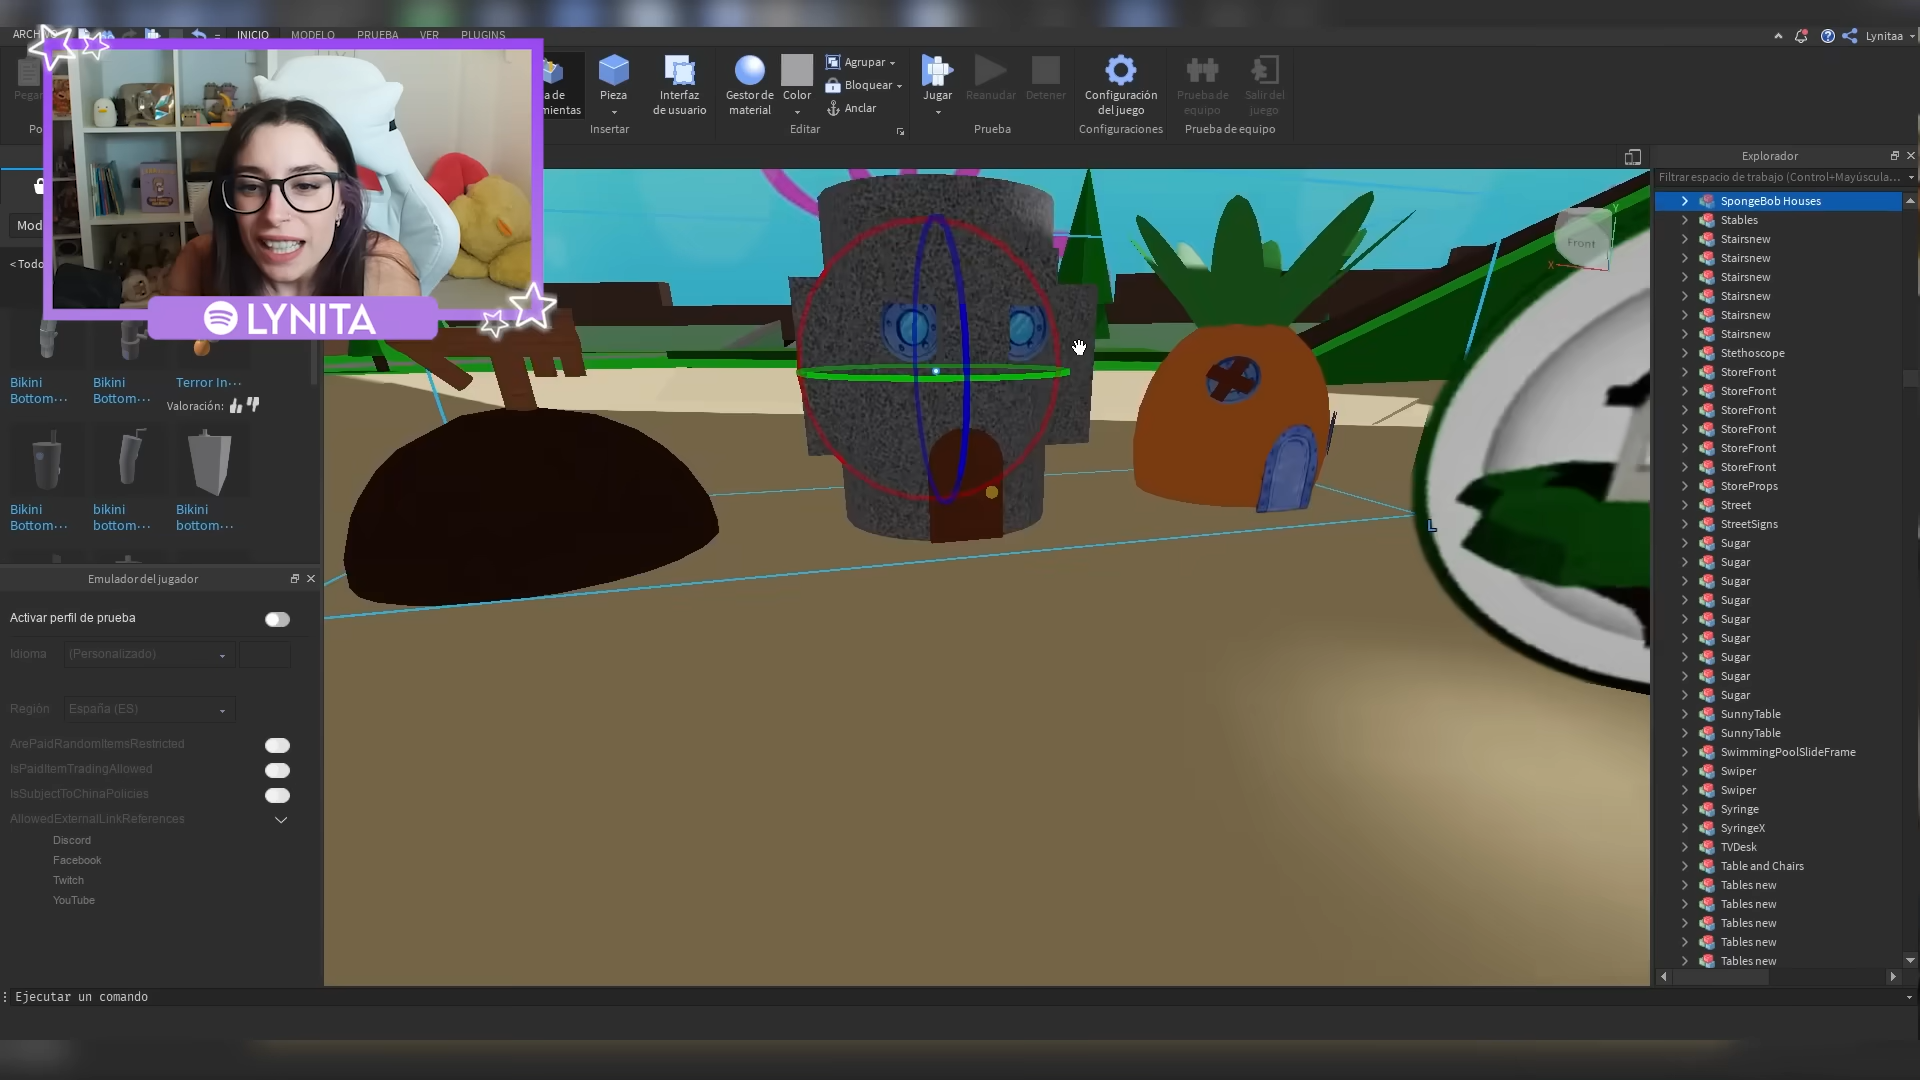 ARCHIVO
INICIO
MODELO
PRUEBA
VER
PLUGINS
Lynitaa
Pegar
Pieza
Interfaz
de usuario
Insertar
Gestor de
material
Color
Agrupar
Bloquear
Anclar
Editar
Jugar
Reanudar
Detener
Prueba
Configuración
del juego
Configuraciones
Prueba de
equipo
Salir del
juego
Prueba de equipo
LYNITA
< Todo
Bikini
Bottom···
Bikini
Bottom···
Terror In···
Valoración:
Bikini
Bottom···
bikini
bottom···
Bikini
bottom···
Emulador del jugador
Activar perfil de prueba
Idioma
(Personalizado)
Región
España (ES)
ArePaidRandomItemsRestricted
IsPaidItemTradingAllowed
IsSubjectToChinaPolicies
AllowedExternalLinkReferences
Discord
Facebook
Twitch
YouTube
Front
X
Y
L
Explorador
Filtrar espacio de trabajo (Control+Mayúscula...
SpongeBob Houses
Stables
Stairsnew
Stairsnew
Stairsnew
Stairsnew
Stairsnew
Stairsnew
Stethoscope
StoreFront
StoreFront
StoreFront
StoreFront
StoreFront
StoreFront
StoreProps
Street
StreetSigns
Sugar
Sugar
Sugar
Sugar
Sugar
Sugar
Sugar
Sugar
Sugar
SunnyTable
SunnyTable
SwimmingPoolSlideFrame
Swiper
Swiper
Syringe
SyringeX
TVDesk
Table and Chairs
Tables new
Tables new
Tables new
Tables new
Tables new
Ejecutar un comando